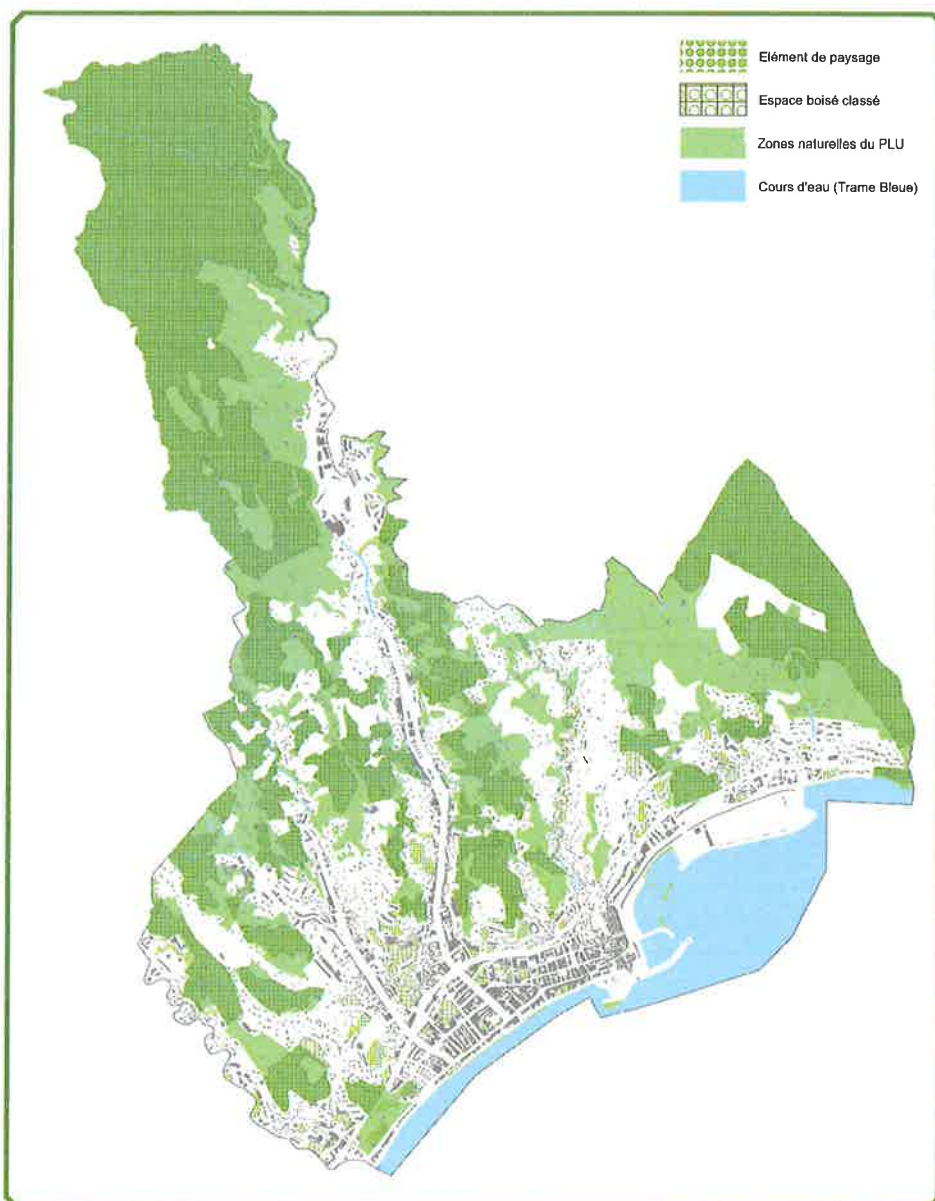 Elément de paysage
Espace boisé classé
Zones naturelles du PLU
Cours d'eau (Trame Bleue)